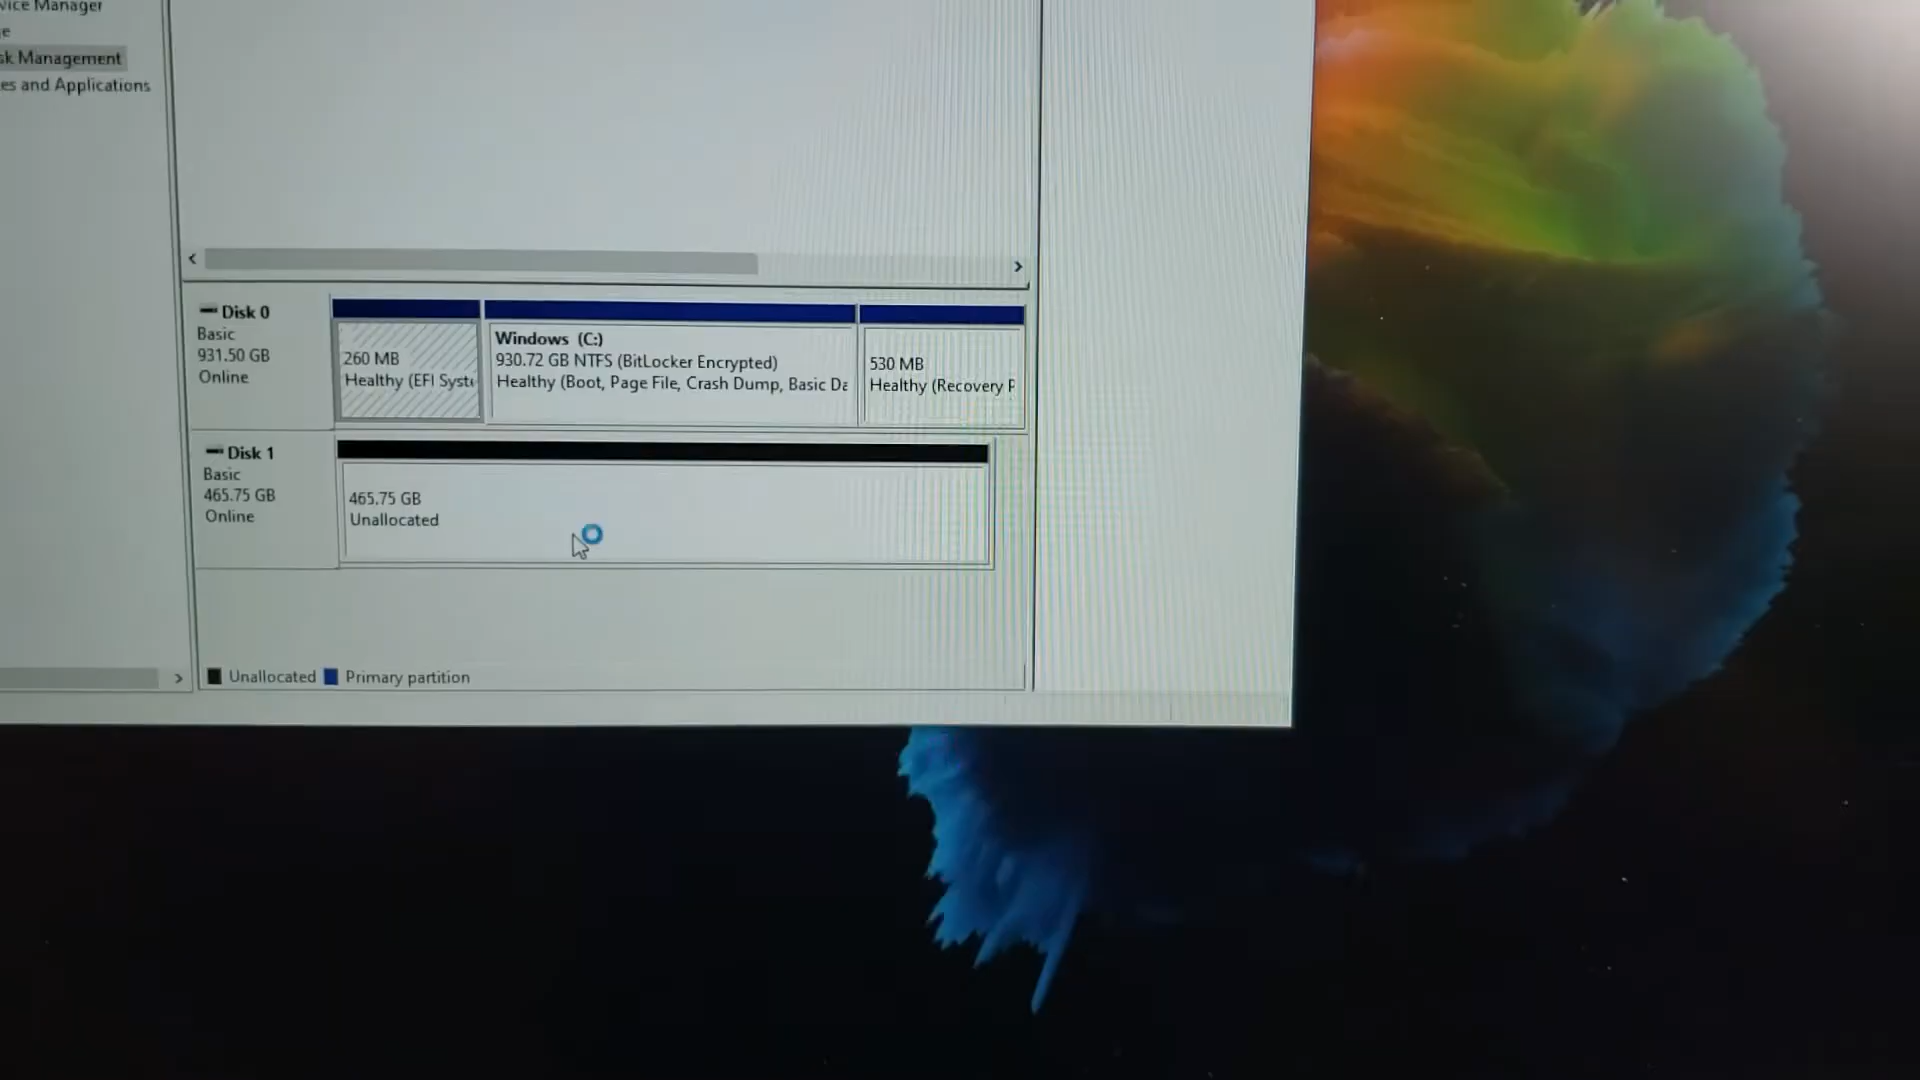 vice Manager
e
sk Management
es and Applications
Disk 0
Basic
931.50 GB
Online
260 MB
Healthy (EFI Syste
Windows (C:)
930.72 GB NTFS (BitLocker Encrypted)
Healthy (Boot, Page File, Crash Dump, Basic Da
530 MB
Healthy (Recovery P
Disk 1
Basic
465.75 GB
Online
465.75 GB
Unallocated
Unallocated
Primary partition